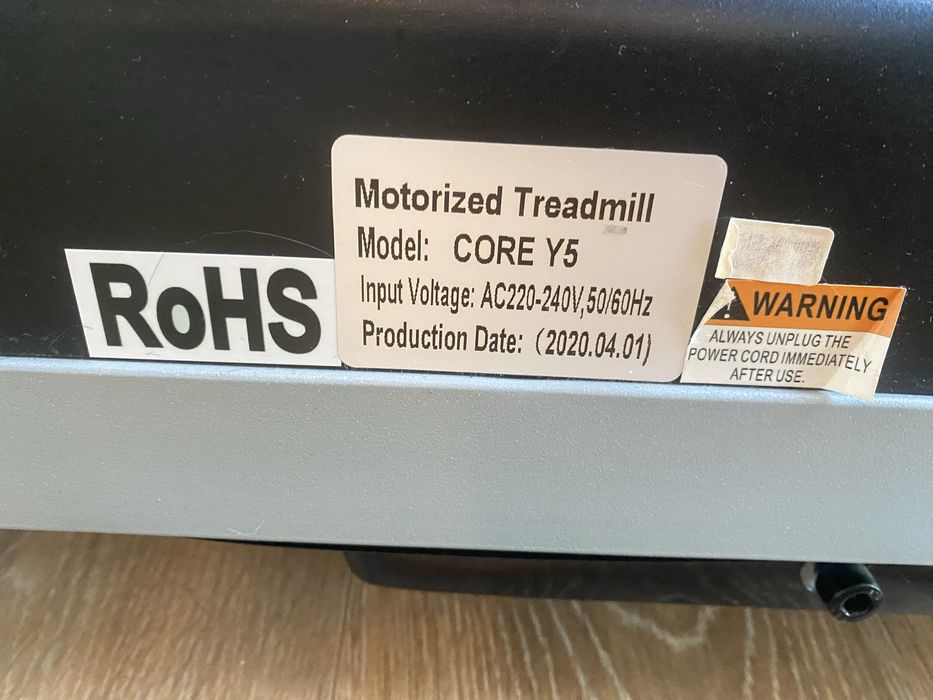 RoHS
Motorized Treadmill
Model: CORE Y5
Input Voltage: AC220-240V,50/60Hz
Production Date: (2020.04.01)
WARNING
ALWAYS UNPLUG THE
POWER CORD IMMEDIATELY
AFTER USE.